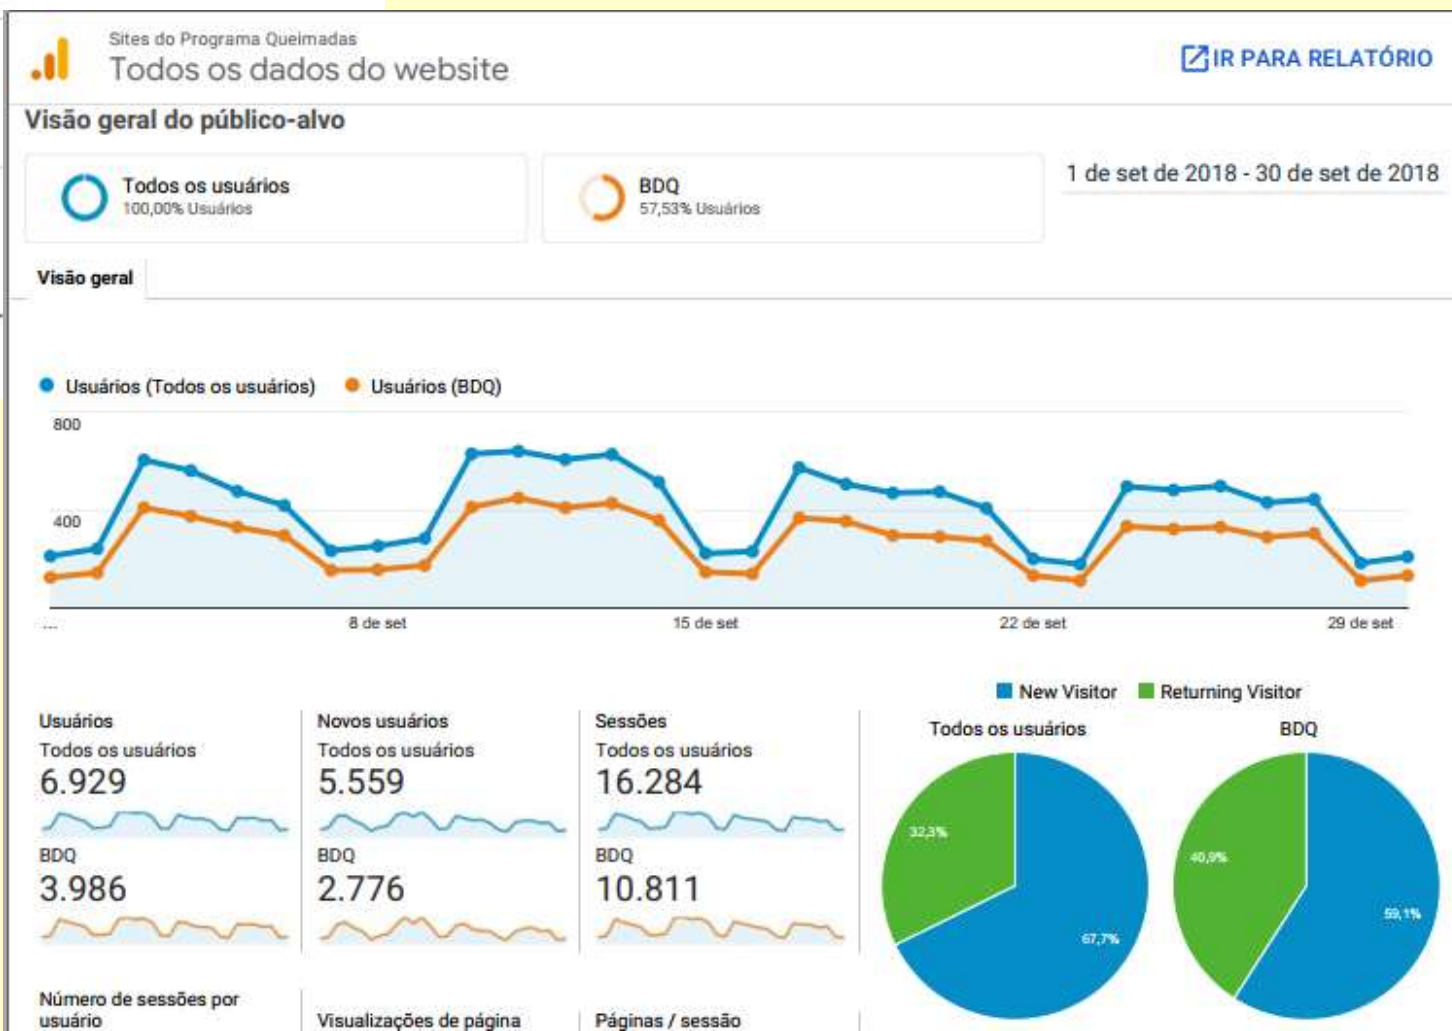 Sites do Programa Queimadas
Todos os dados do website
IR PARA RELATÓRIO
Visão geral do público-alvo
Todos os usuários
100,00% Usuários
BDQ
57,53% Usuários
1 de set de 2018 - 30 de set de 2018
Visão geral
Usuários (Todos os usuários)
Usuários (BDQ)
800
400
...
8 de set
15 de set
22 de set
29 de set
Usuários
Todos os usuários
6.929
BDQ
3.986
Novos usuários
Todos os usuários
5.559
BDQ
2.776
Sessões
Todos os usuários
16.284
BDQ
10.811
New Visitor
Returning Visitor
Todos os usuários
32,3%
67,7%
BDQ
40,9%
59,1%
Número de sessões por
usuário
Visualizações de página
Páginas / sessão